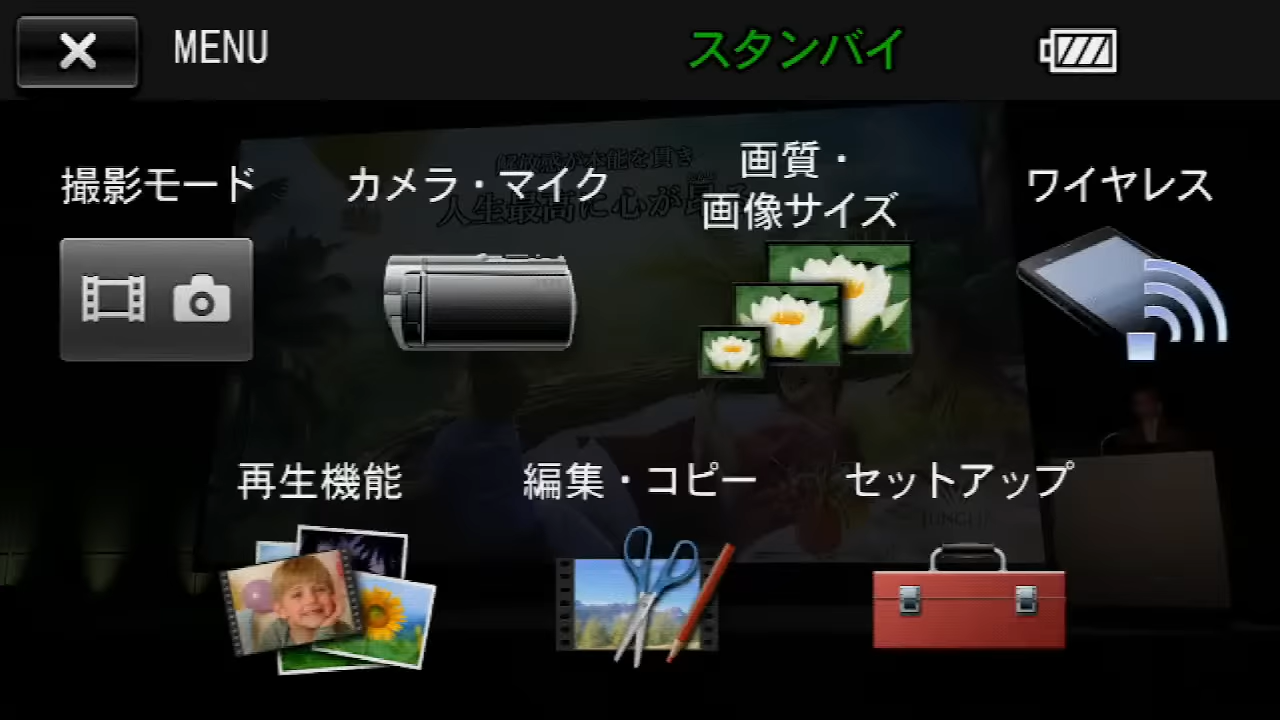 MENU
スタンバイ
撮影モード
カメラ・マイク
画質・
画像サイズ
ワイヤレス
再生機能
編集・コピー
セットアップ
人生最高に心が